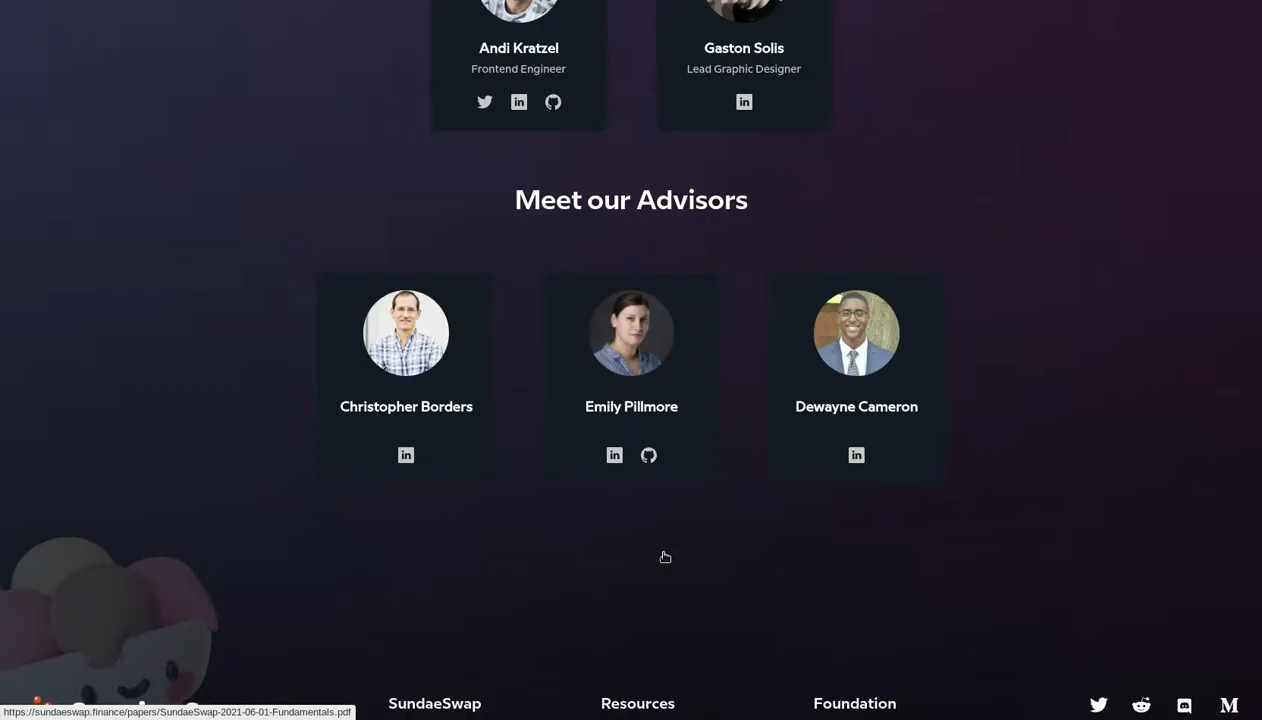 Andi Kratzel
Gaston Solis
Frontend Engineer
Lead Graphic Designer
Meet our Advisors
Christopher Borders
Emily Pillmore
Dewayne Cameron
SundaeSwap
Resources
Foundation
https://sundaeswap.finance/papers/SundaeSwap-2021-06-01-Fundamentals.pdf